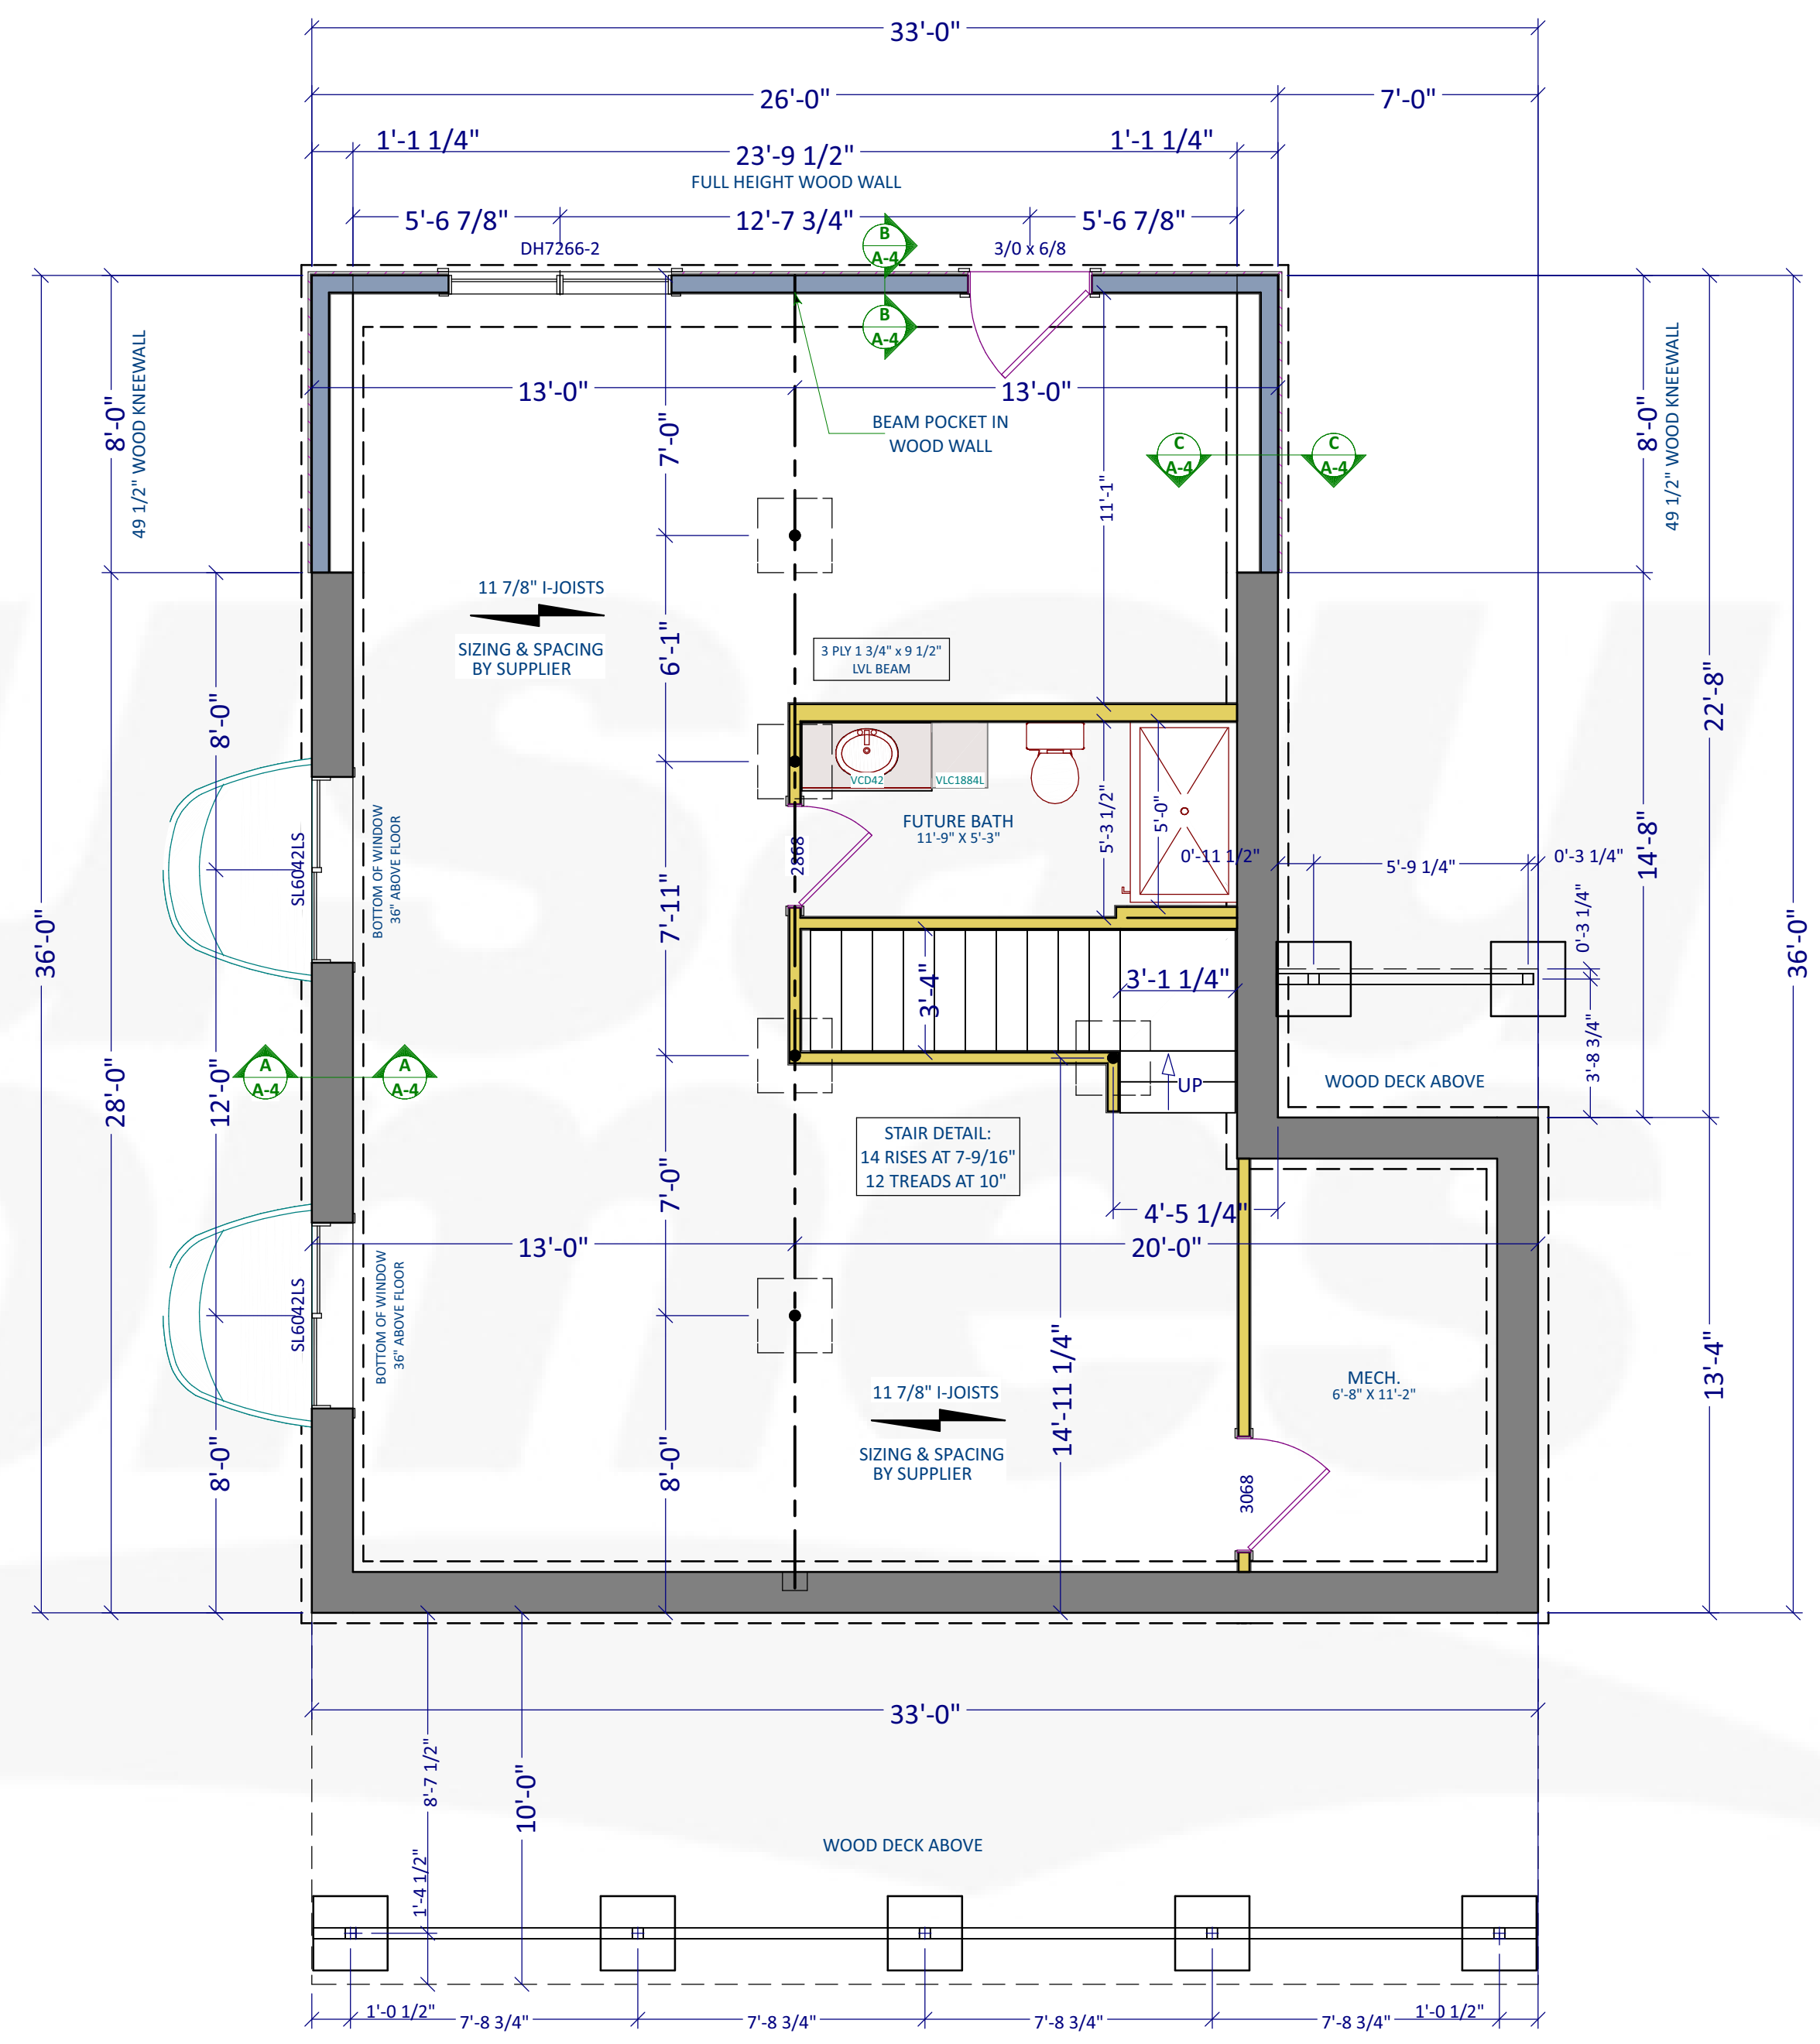 33'-0"
26'-0"
7'-0"
1'-1 1/4"
23'-9 1/2"
1'-1 1/4"
FULL HEIGHT WOOD WALL
5'-6 7/8"
12'-7 3/4"
5'-6 7/8"
DH7266-2
B
A-4
3/0 x 6/8
B
A-4
13'-0"
13'-0"
8'-0"
49 1/2" WOOD KNEEWALL
7'-0"
BEAM POCKET IN
WOOD WALL
C
A-4
C
A-4
8'-0"
49 1/2" WOOD KNEEWALL
11'-1"
11 7/8" I-JOISTS
SIZING & SPACING
BY SUPPLIER
6'-1"
3 PLY 1 3/4" x 9 1/2"
LVL BEAM
22'-8"
8'-0"
VCD42
VLC1884L
SL6042LS
BOTTOM OF WINDOW
36" ABOVE FLOOR
2868
FUTURE BATH
11'-9" X 5'-3"
5'-3 1/2"
5'-0"
0'-11 1/2"
5'-9 1/4"
0'-3 1/4"
14'-8"
36'-0"
7'-11"
0'-3 1/4"
36'-0"
3'-4"
3'-1 1/4"
3'-8 3/4"
28'-0"
12'-0"
A
A-4
A
A-4
UP
WOOD DECK ABOVE
STAIR DETAIL:
14 RISES AT 7-9/16"
12 TREADS AT 10"
7'-0"
4'-5 1/4"
13'-0"
20'-0"
SL6042LS
BOTTOM OF WINDOW
36" ABOVE FLOOR
14'-11 1/4"
13'-4"
MECH.
6'-8" X 11'-2"
11 7/8" I-JOISTS
SIZING & SPACING
BY SUPPLIER
8'-0"
8'-0"
3068
33'-0"
8'-7 1/2"
10'-0"
WOOD DECK ABOVE
1'-4 1/2"
1'-0 1/2"
7'-8 3/4"
7'-8 3/4"
7'-8 3/4"
7'-8 3/4"
1'-0 1/2"